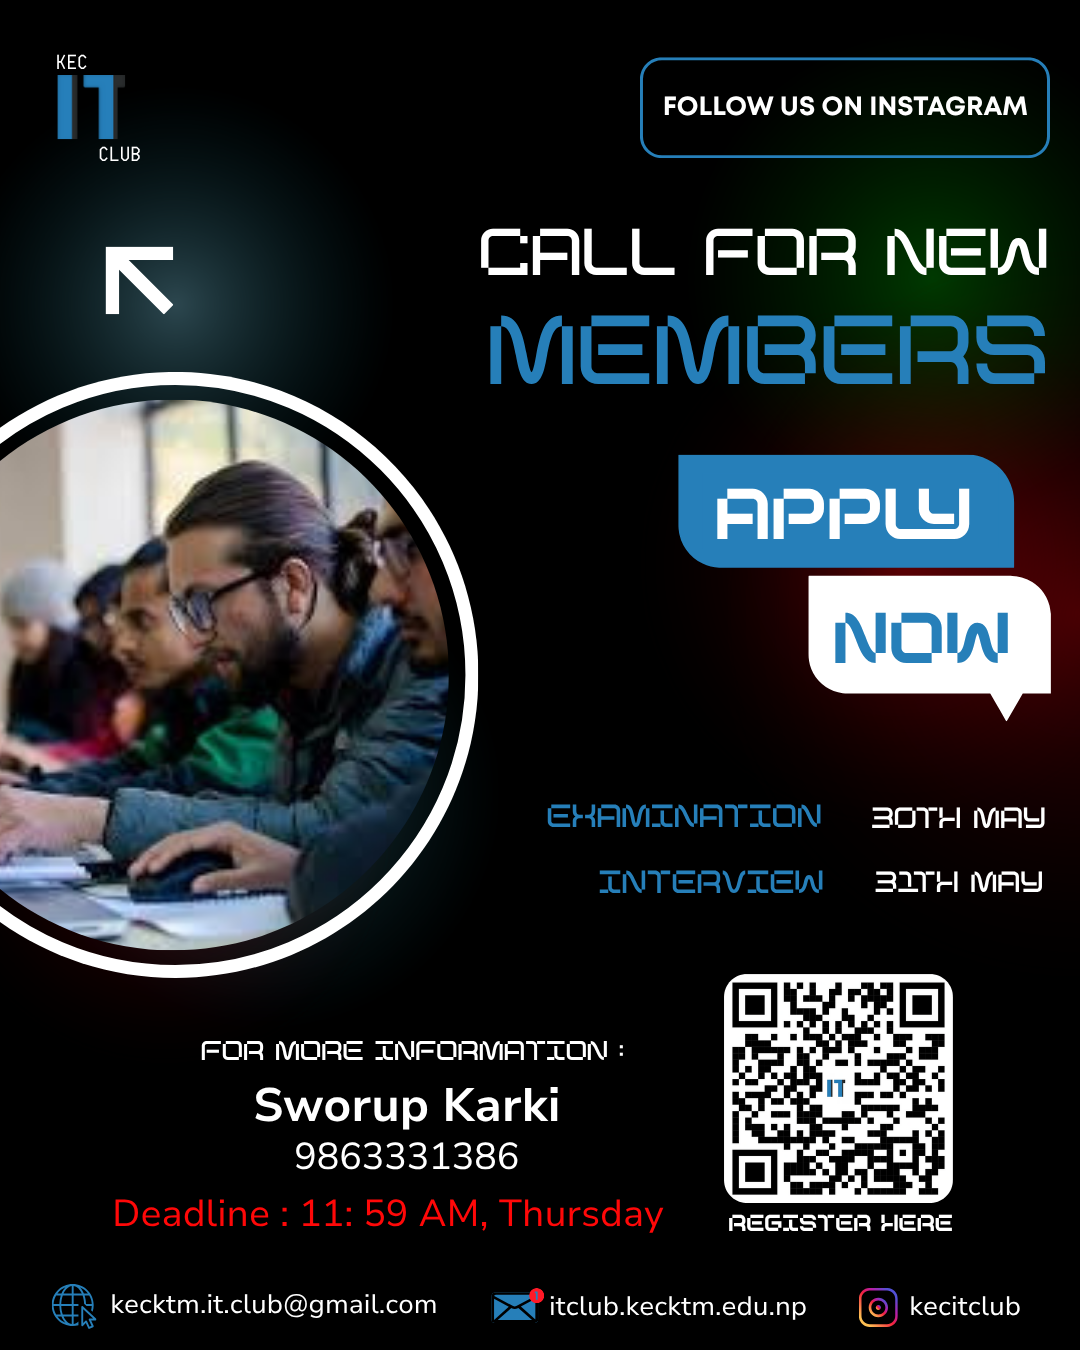 KEC
IT
CLUB
FOLLOW US ON INSTAGRAM
CALL FOR NEW
MEMBERS
APPLY
NOW
EXAMINATION 30TH MAY
INTERVIEW 31TH MAY
FOR MORE INFORMATION :
Sworup Karki
9863331386
Deadline : 11: 59 AM, Thursday
IT
REGISTER HERE
kecktm.it.club@gmail.com itclub.kecktm.edu.np kecitclub